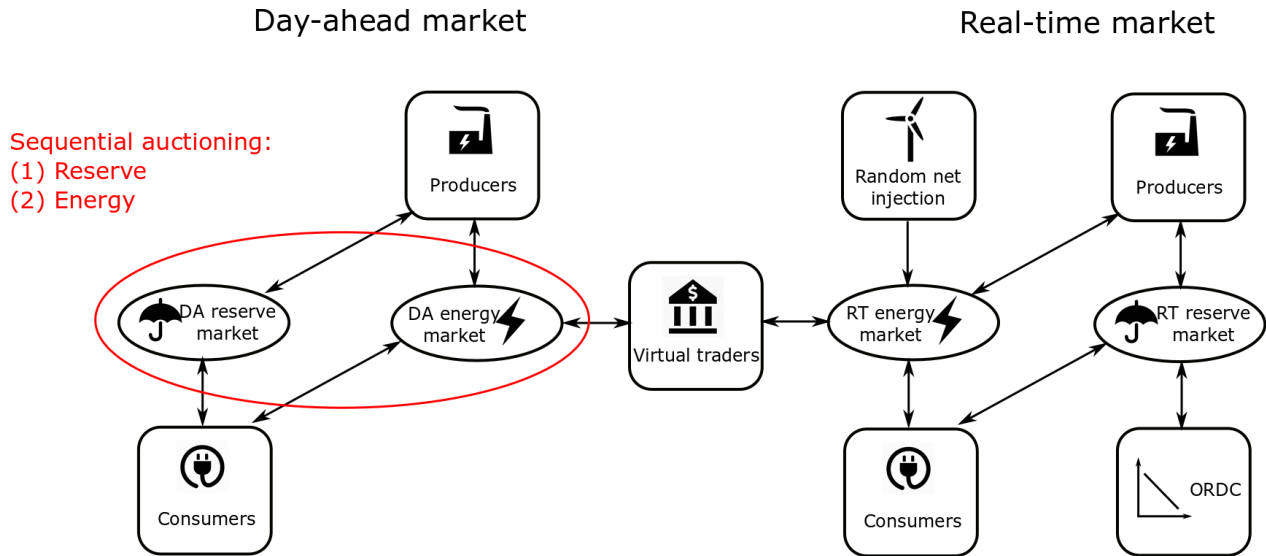 Day-ahead market
Real-time market
Sequential auctioning:
(1) Reserve
(2) Energy
Producers
DA reserve
market
DA energy
market
Consumers
$
Virtual traders
Random net
injection
Producers
RT energy
market
RT reserve
market
Consumers
ORDC